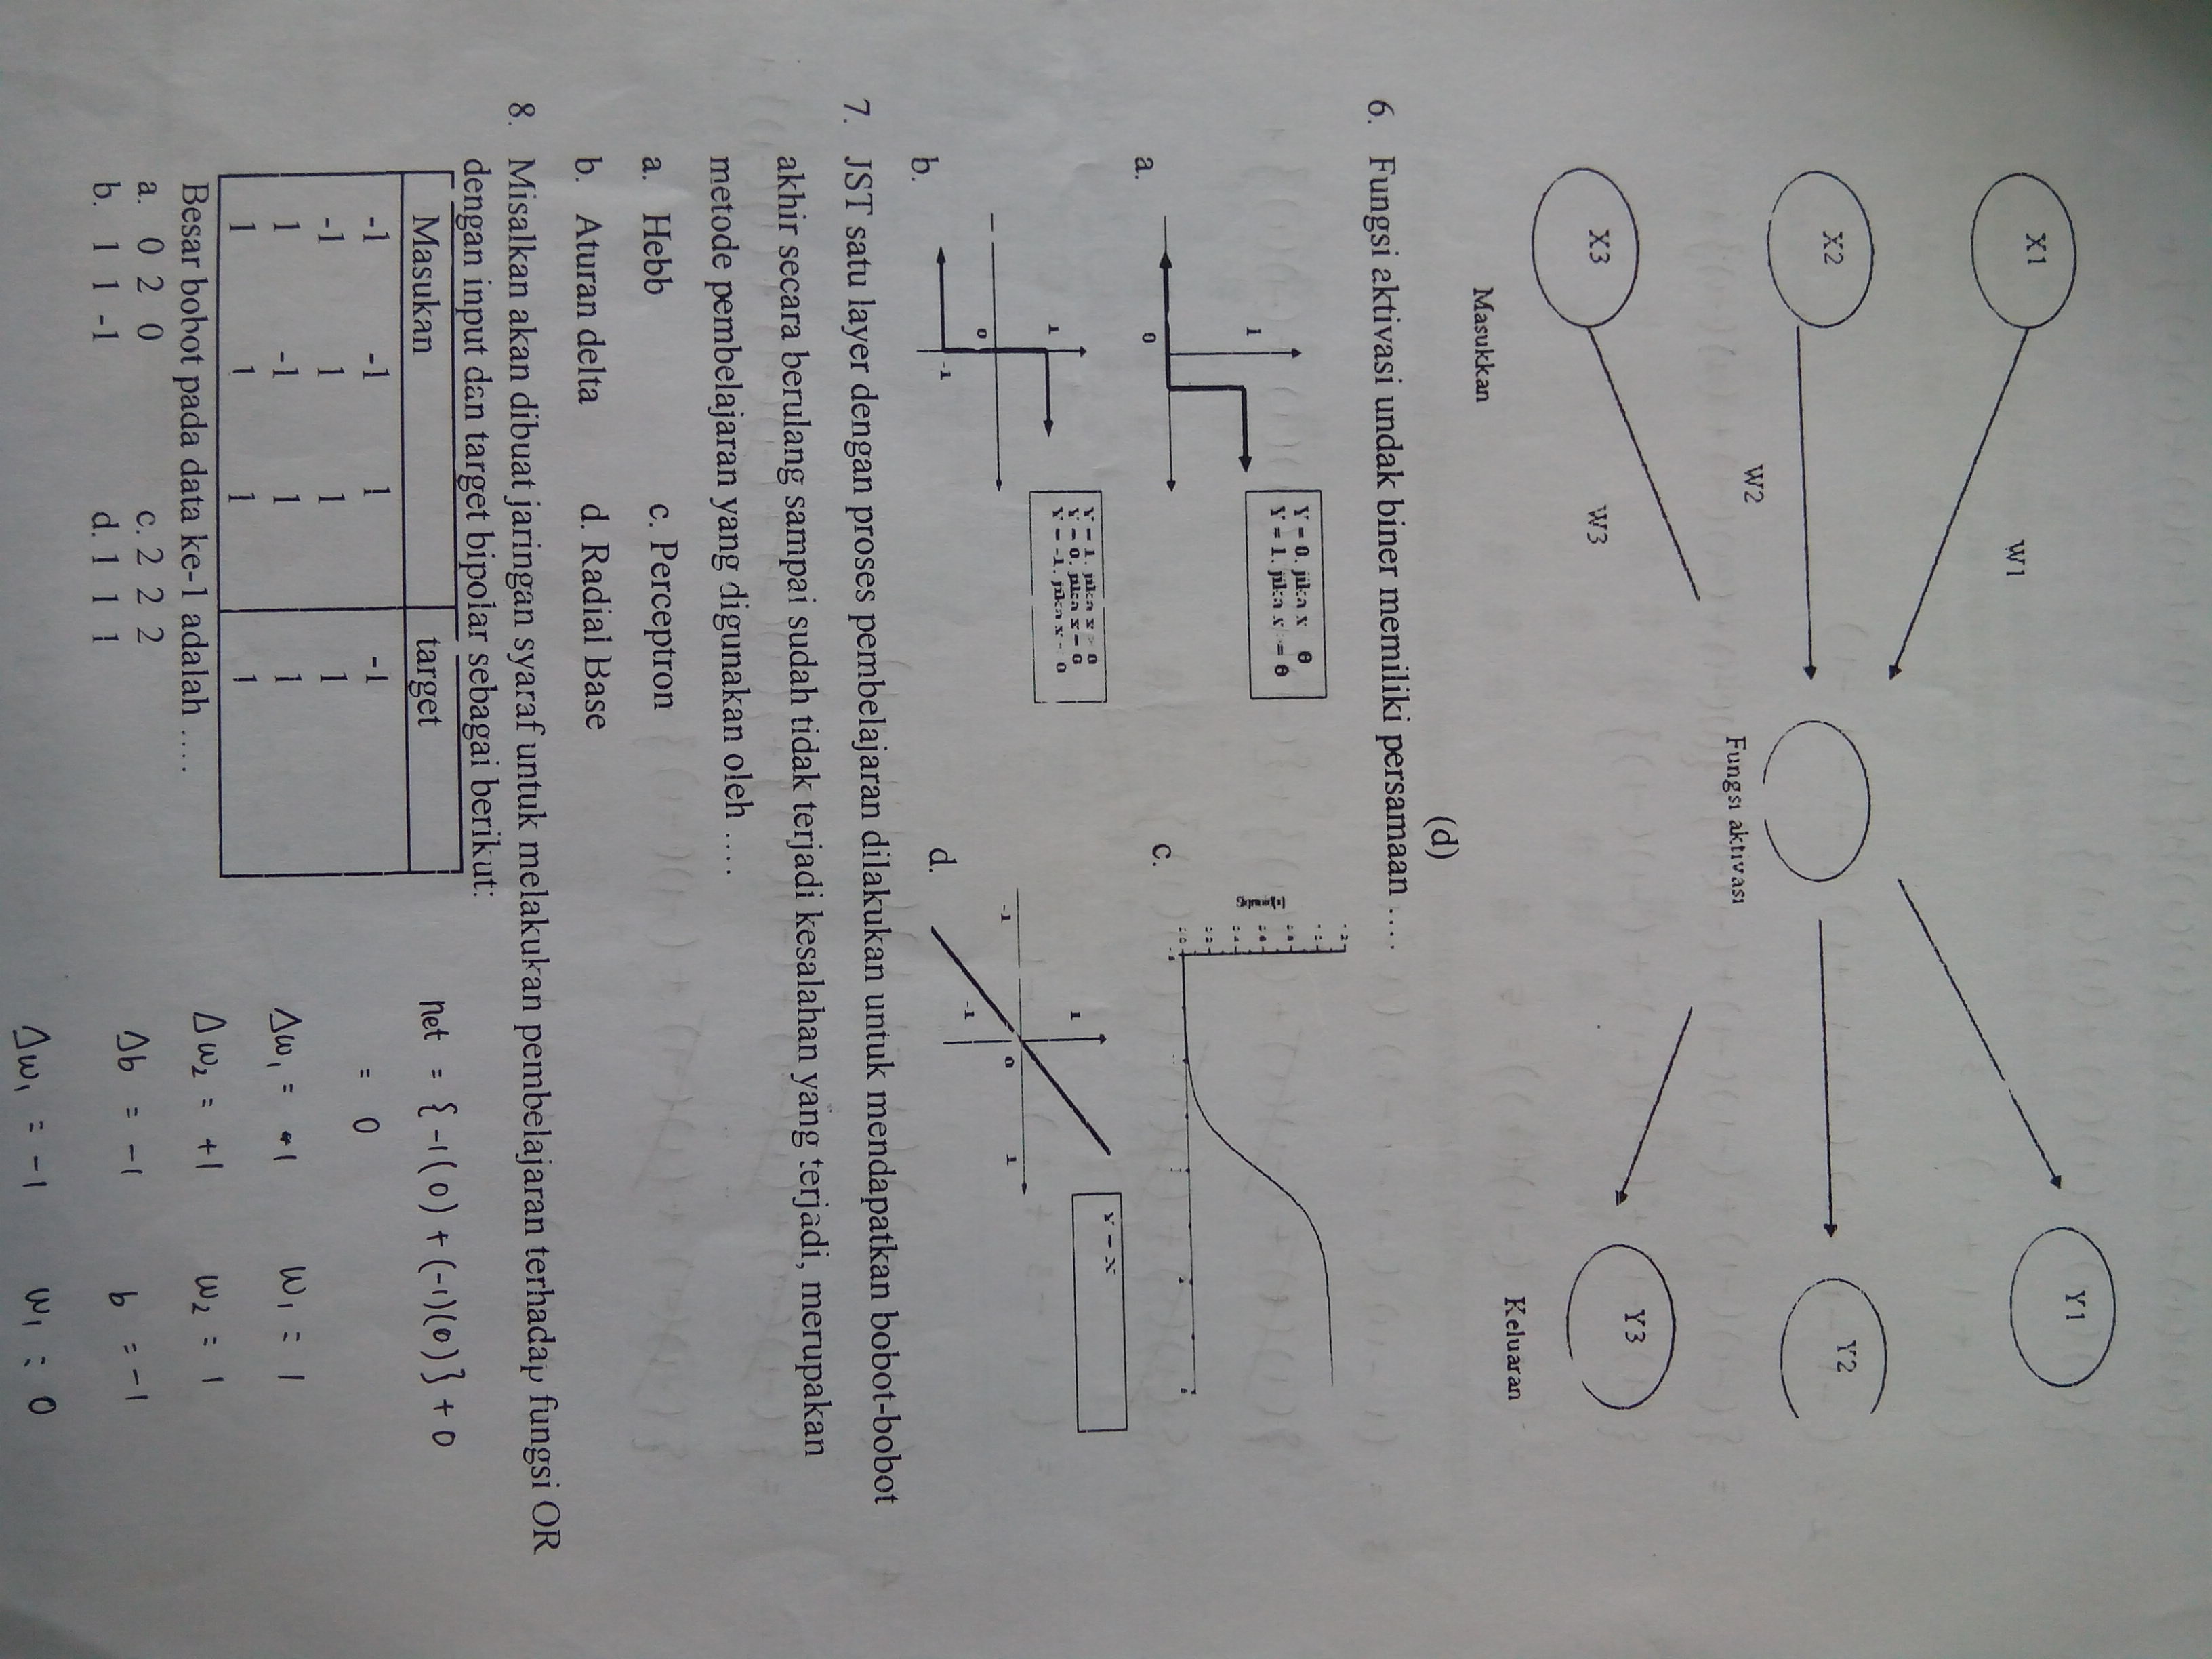 X1
W1
Y1
X2
W2
Fungsi aktivasi
Y2
X3
W3
Y3
Masukkan
Keluaran
(d)
6. Fungsi aktivasi undak biner memiliki persamaan ....
a.
1
0
Y = 0. jika x θ
Y = 1. jika x = θ
c.
b.
1
0
-1
Y = 1. jika x > 0
Y = 0. jika x = 0
Y = -1. jika x - 0
d.
1
-1
0
1
-1
Y = X
7. JST satu layer dengan proses pembelajaran dilakukan untuk mendapatkan bobot-bobot
akhir secara berulang sampai sudah tidak terjadi kesalahan yang terjadi, merupakan
metode pembelajaran yang digunakan oleh ....
a. Hebb c. Perceptron
b. Aturan delta d. Radial Base
8. Misalkan akan dibuat jaringan syaraf untuk melakukan pembelajaran terhadap fungsi OR
dengan input dan target bipolar sebagai berikut:
Masukan target
-1 -1 1 -1
-1 1 1 1
1 -1 1 1
1 1 1 1
Besar bobot pada data ke-1 adalah ....
a. 0 2 0 c. 2 2 2
b. 1 1 -1 d. 1 1 1
net = {-1(0) + (-1)(0)} + 0
= 0
Δw₁ = 1 W₁ = 1
Δw₂ = +1 w₂ = 1
Δb = -1 b = -1
Δw₁ = -1 W₁ : 0